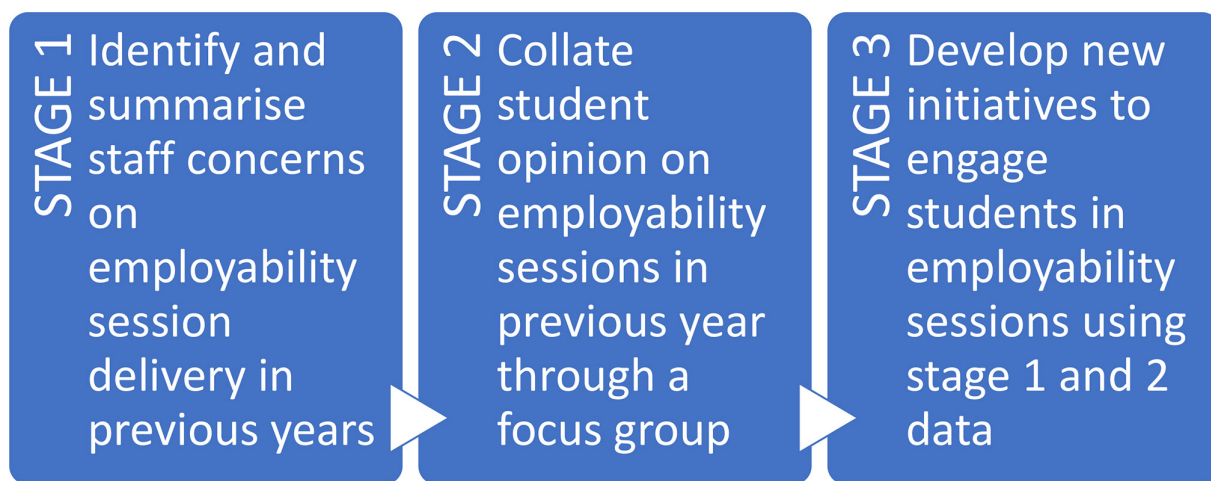 STAGE 1
Identify and
summarise
staff concerns
on
employability
session
delivery in
previous years
STAGE 2
Collate
student
opinion on
employability
sessions in
previous year
through a
focus group
STAGE 3
Develop new
initiatives to
engage
students in
employability
sessions using
stage 1 and 2
data